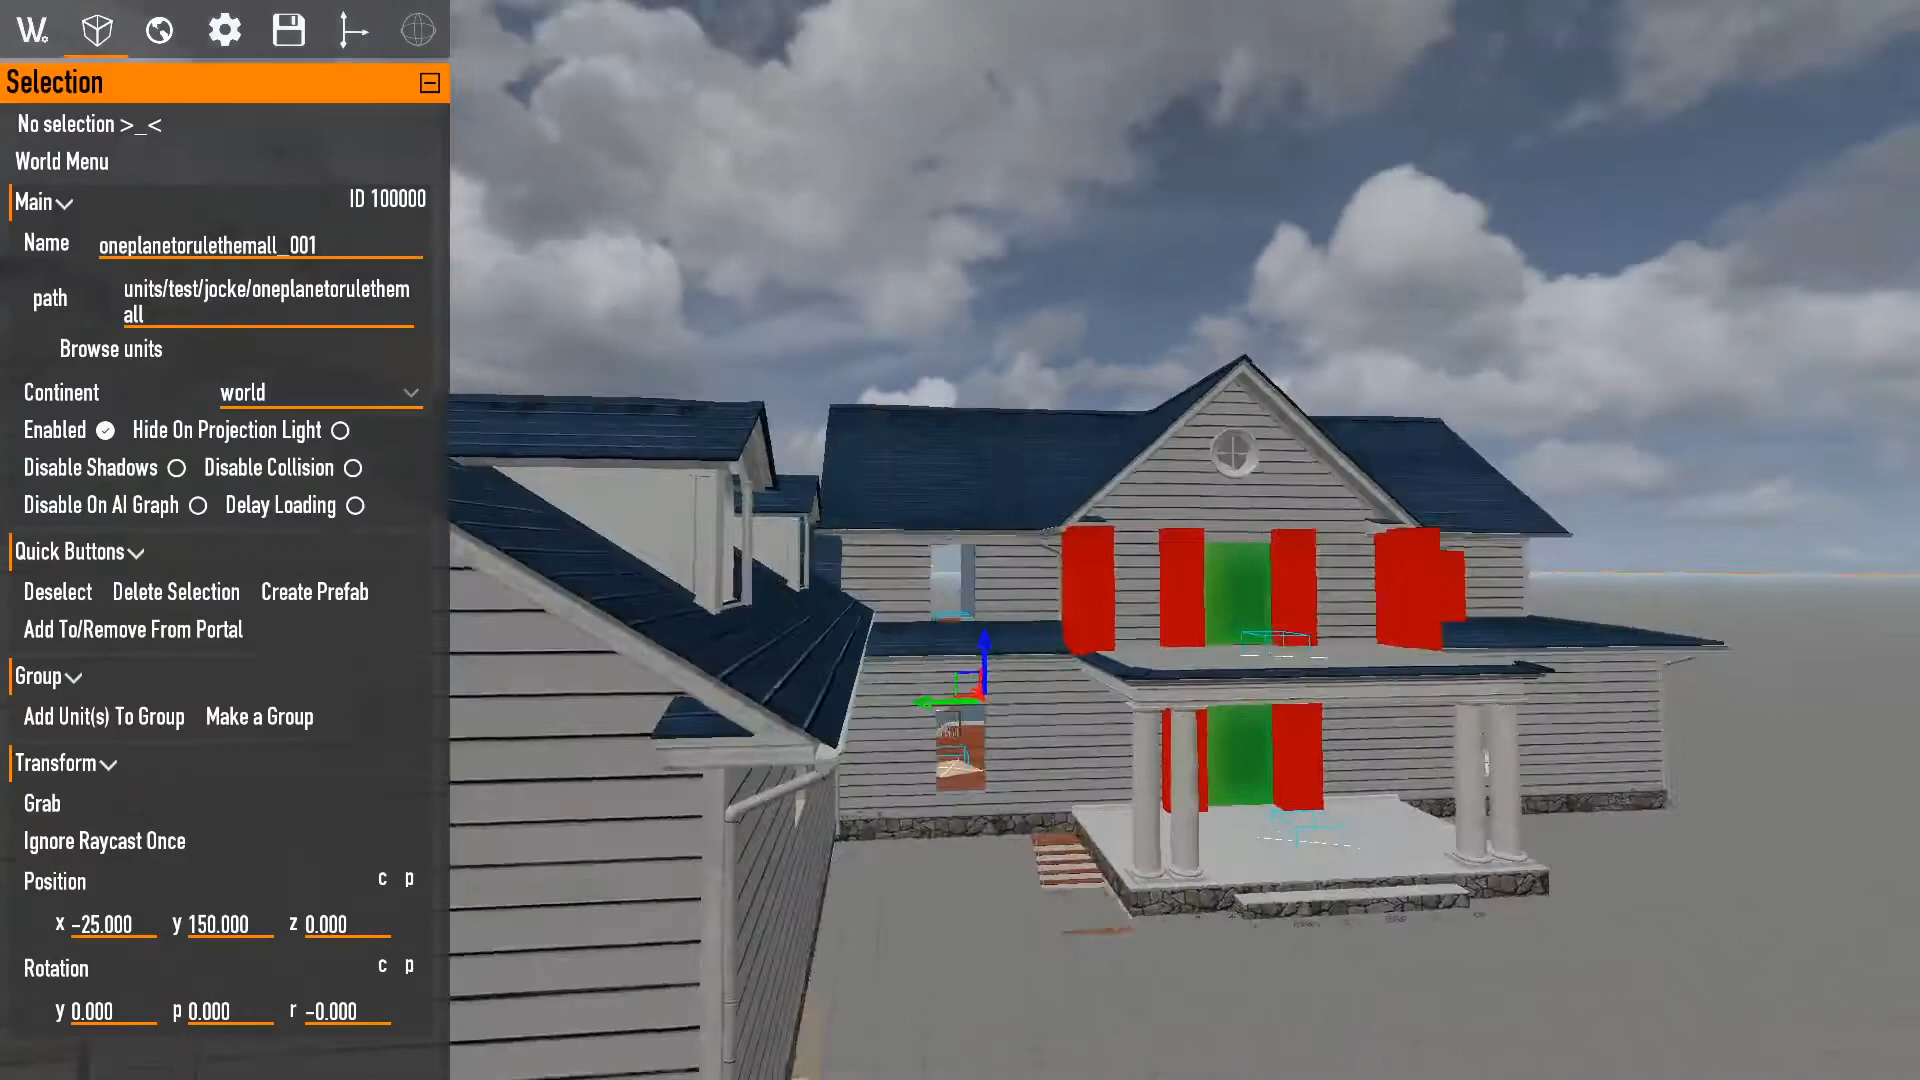 W
Selection
No selection >_<
World Menu
Main
ID 100000
Name oneplanetorulethemall_001
path units/test/jocke/oneplanetorulethem
all
Browse units
Continent world
Enabled Hide On Projection Light
Disable Shadows Disable Collision
Disable On AI Graph Delay Loading
Quick Buttons
Deselect Delete Selection Create Prefab
Add To/Remove From Portal
Group
Add Unit(s) To Group Make a Group
Transform
Grab
Ignore Raycast Once
Position c p
x -25.000 y 150.000 z 0.000
Rotation c p
y 0.000 p 0.000 r -0.000